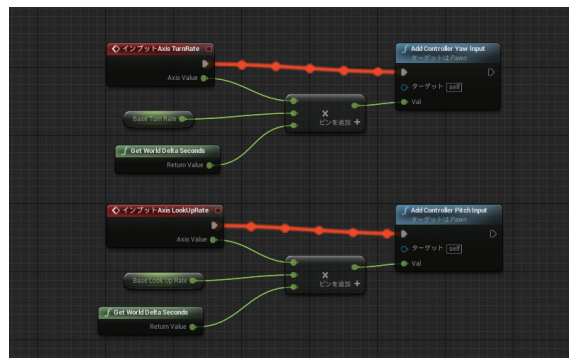 インプットAxis TurnRate
Axis Value
Base Turn Rate
f Get World Delta Seconds
Return Value
×
ピンを追加 +
f Add Controller Yaw Input
ターゲットは Pawn
ターゲット self
Val
インプットAxis LookUpRate
Axis Value
Base Look Up Rate
f Get World Delta Seconds
Return Value
×
ピンを追加 +
f Add Controller Pitch Input
ターゲットは Pawn
ターゲット self
Val